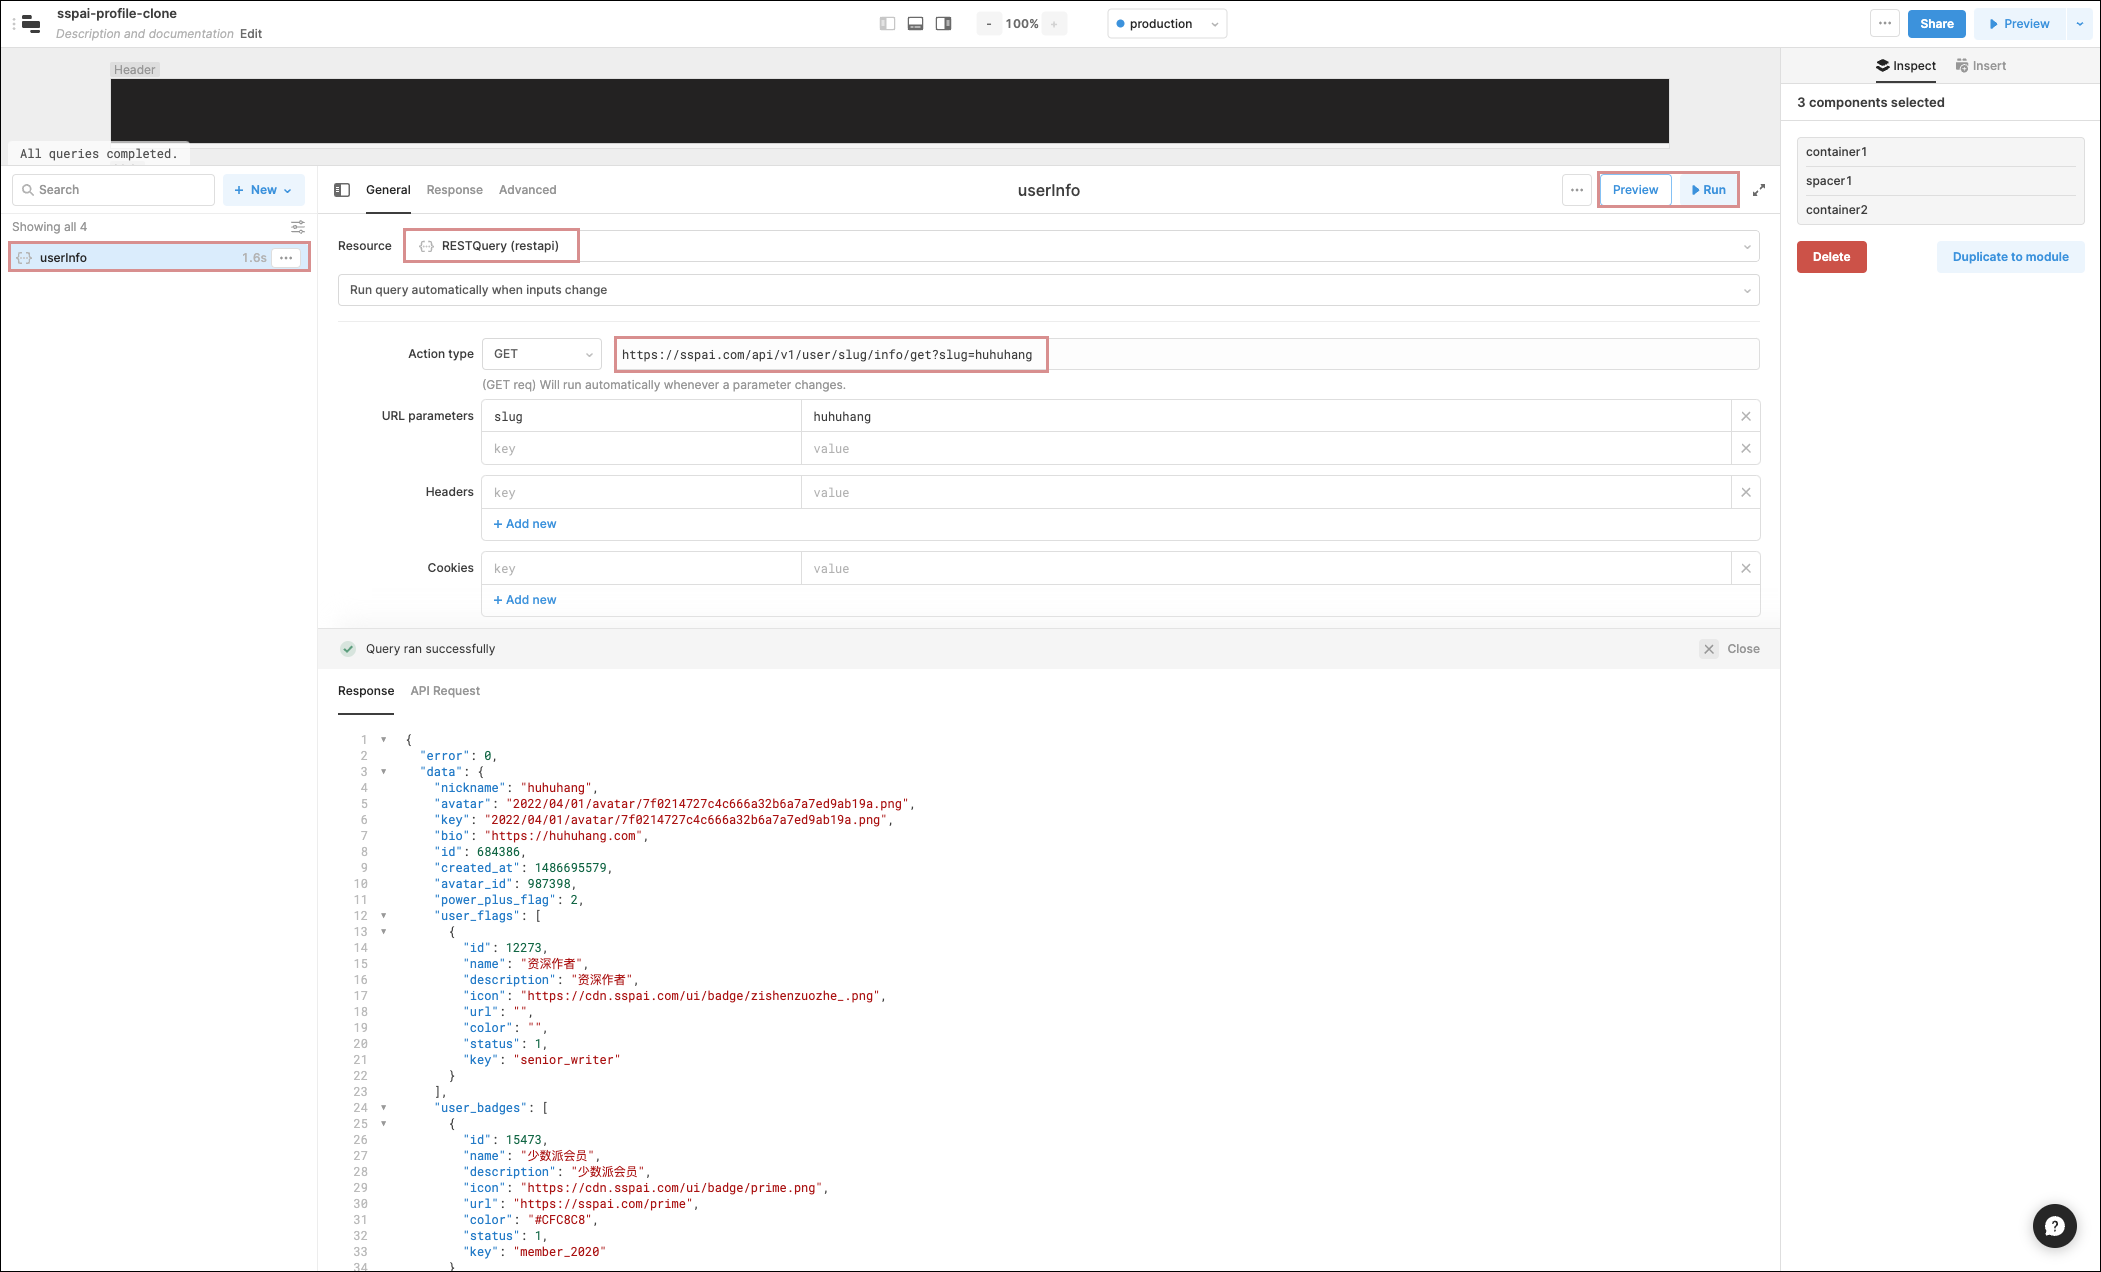 sspai-profile-clone
Description and documentation Edit
- 100% +
production
Share
Preview
Header
All queries completed.
Inspect
Insert
3 components selected
container1
spacer1
container2
Delete
Duplicate to module
Search
+ New
Showing all 4
userInfo 1.6s
General Response Advanced
userInfo
Preview
Run
Resource RESTQuery (restapi)
Run query automatically when inputs change
Action type GET https://sspai.com/api/v1/user/slug/info/get?slug=huhuhang
(GET req) Will run automatically whenever a parameter changes.
URL parameters slug huhuhang
key value
Headers key value
+ Add new
Cookies key value
+ Add new
Query ran successfully
Close
Response API Request
1 {
2 "error": 0,
3 "data": {
4 "nickname": "huhuhang",
5 "avatar": "2022/04/01/avatar/7f0214727c4c666a32b6a7a7ed9ab19a.png",
6 "key": "2022/04/01/avatar/7f0214727c4c666a32b6a7a7ed9ab19a.png",
7 "bio": "https://huhuhang.com",
8 "id": 684386,
9 "created_at": 1486695579,
10 "avatar_id": 987398,
11 "power_plus_flag": 2,
12 "user_flags": [
13 {
14 "id": 12273,
15 "name": "资深作者",
16 "description": "资深作者",
17 "icon": "https://cdn.sspai.com/ui/badge/zishenzuozhe_.png",
18 "url": "",
19 "color": "",
20 "status": 1,
21 "key": "senior_writer"
22 }
23 ],
24 "user_badges": [
25 {
26 "id": 15473,
27 "name": "少数派会员",
28 "description": "少数派会员",
29 "icon": "https://cdn.sspai.com/ui/badge/prime.png",
30 "url": "https://sspai.com/prime",
31 "color": "#CFC8C8",
32 "status": 1,
33 "key": "member_2020"
34 }